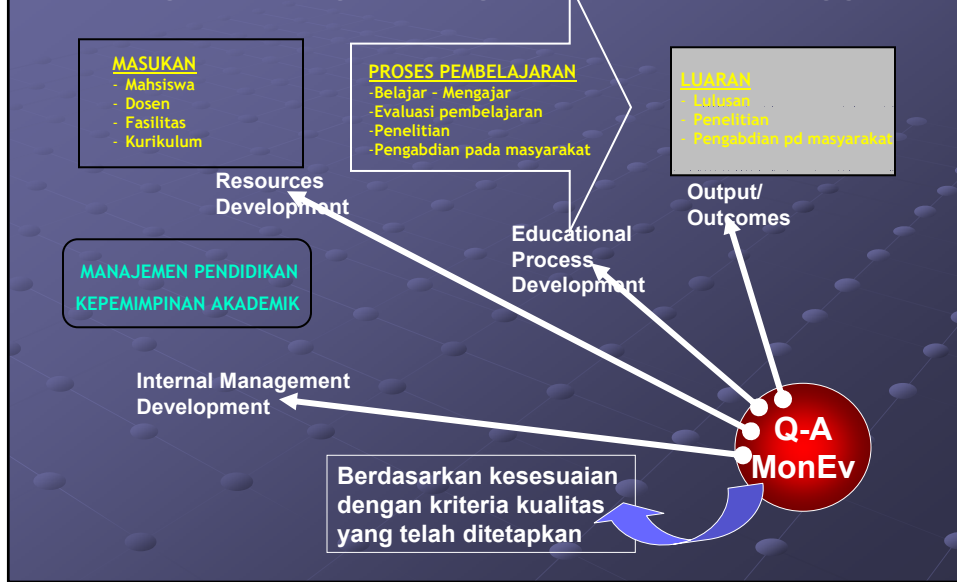 MASUKAN
- Mahsiswa
- Dosen
- Fasilitas
- Kurikulum
PROSES PEMBELAJARAN
-Belajar – Mengajar
-Evaluasi pembelajaran
-Penelitian
-Pengabdian pada masyarakat
LUARAN
- Lulusan
- Penelitian
- Pengabdian pd masyarakat
Resources
Development
Educational
Process
Development
Output/
Outcomes
MANAJEMEN PENDIDIKAN
KEPEMIMPINAN AKADEMIK
Internal Management
Development
Q-A
MonEv
Berdasarkan kesesuaian
dengan kriteria kualitas
yang telah ditetapkan